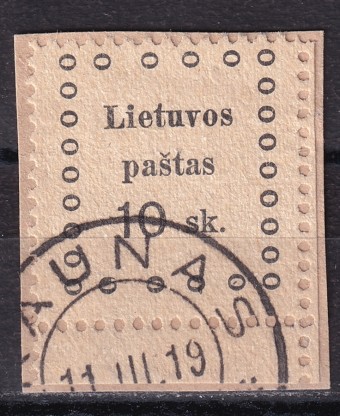 Lietuvos
paštas
10 sk.
KAUNAS
11.III.19